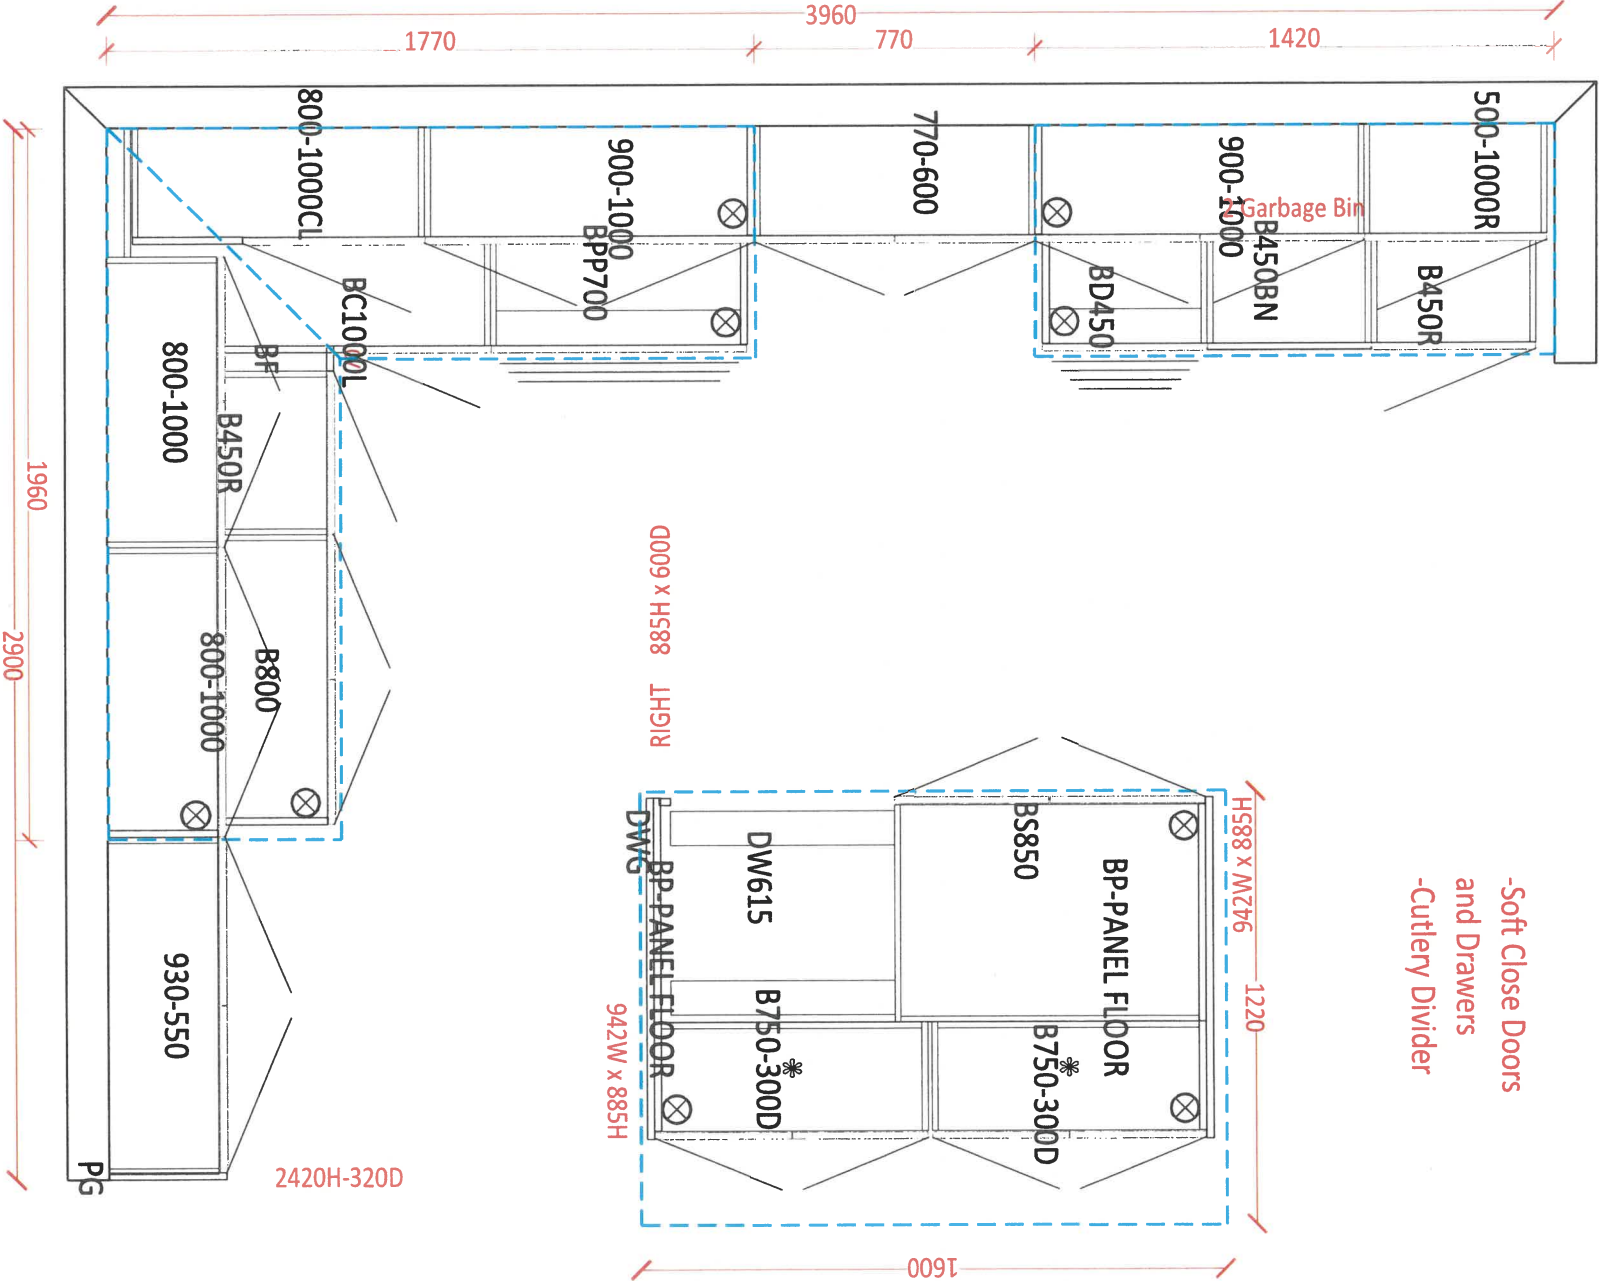 3960
1770
770
1420
800-1000CL
900-1000
770-600
900-1000
500-1000R
2 Garbage Bin
BPP700
BC1000L
BD450
B450BN
B450R
BF
800-1000
B450R
1960
2900
800-1000
B800
930-550
PG
2420H-320D
RIGHT H588 x 600D
DWG
BP-PANEL FLOOR
DW615
BS850
BP-PANEL FLOOR
942W x 885H
1220
B750-300D
B750-300D
942W x 885H
1600
-Soft Close Doors
and Drawers
-Cutlery Divider